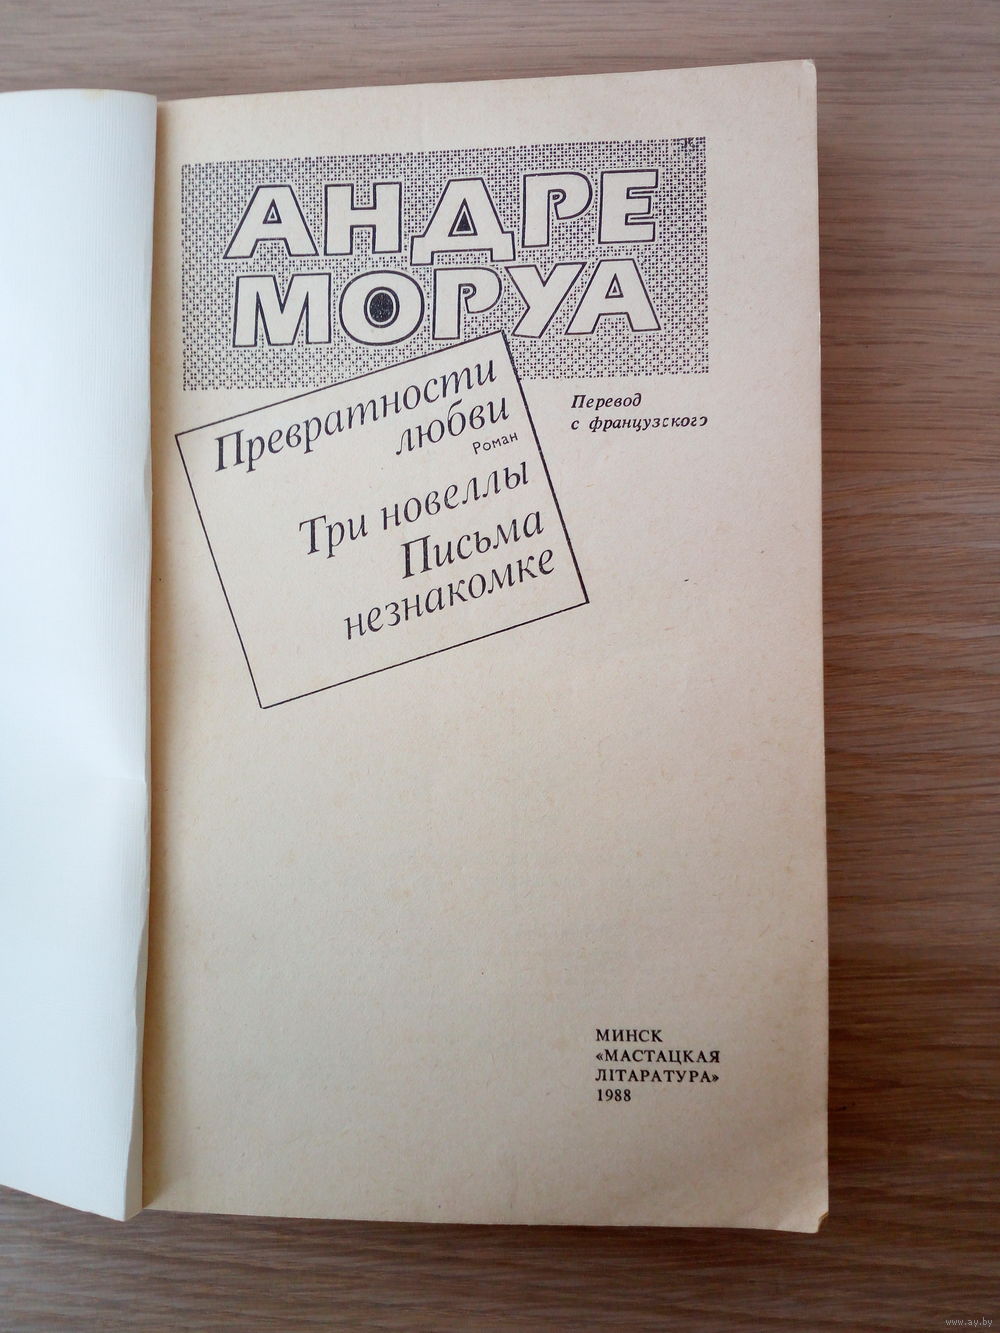 АНДРЕ
МОРУА
Превратности
любви
Роман
Три новеллы
Письма
незнакомке
Перевод
с французского
МИНСК
«МАСТАЦКАЯ
ЛІТАРАТУРА»
1988
www.ay.by